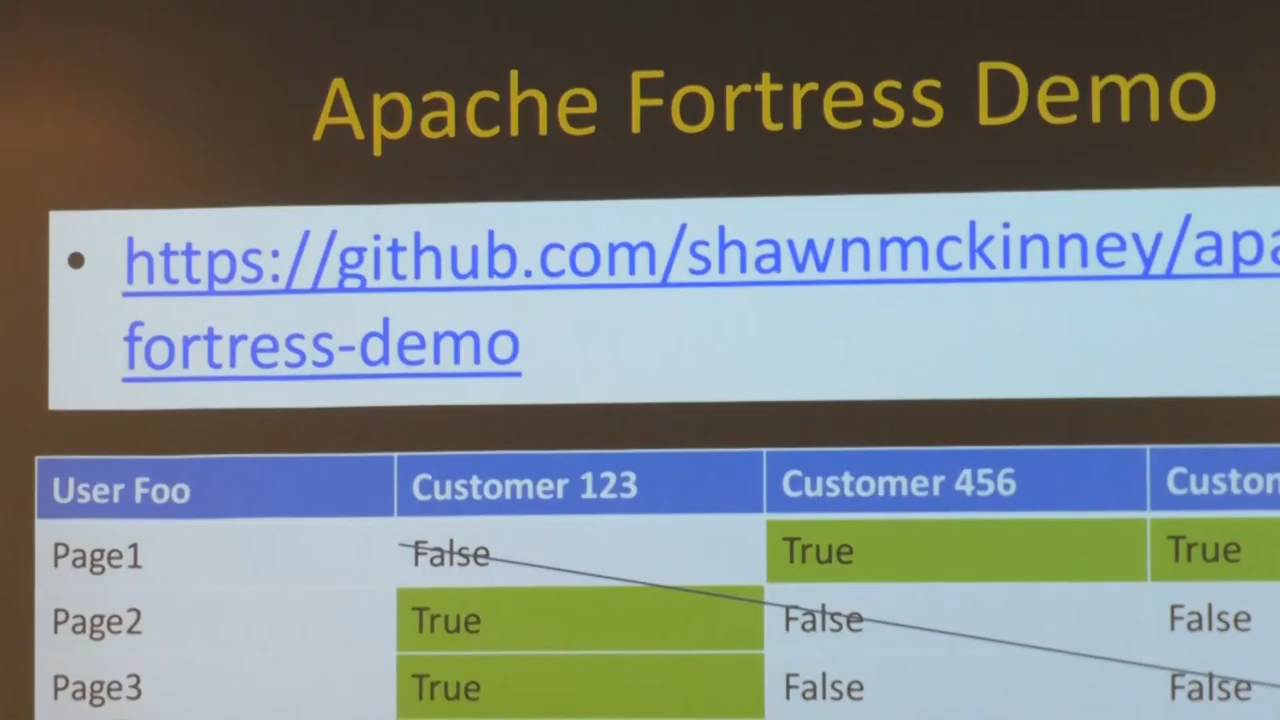 Apache Fortress Demo
• https://github.com/shawnmckinney/apa
fortress-demo
User Foo Customer 123 Customer 456 Custom
Page1 False True True
Page2 True False False
Page3 True False False